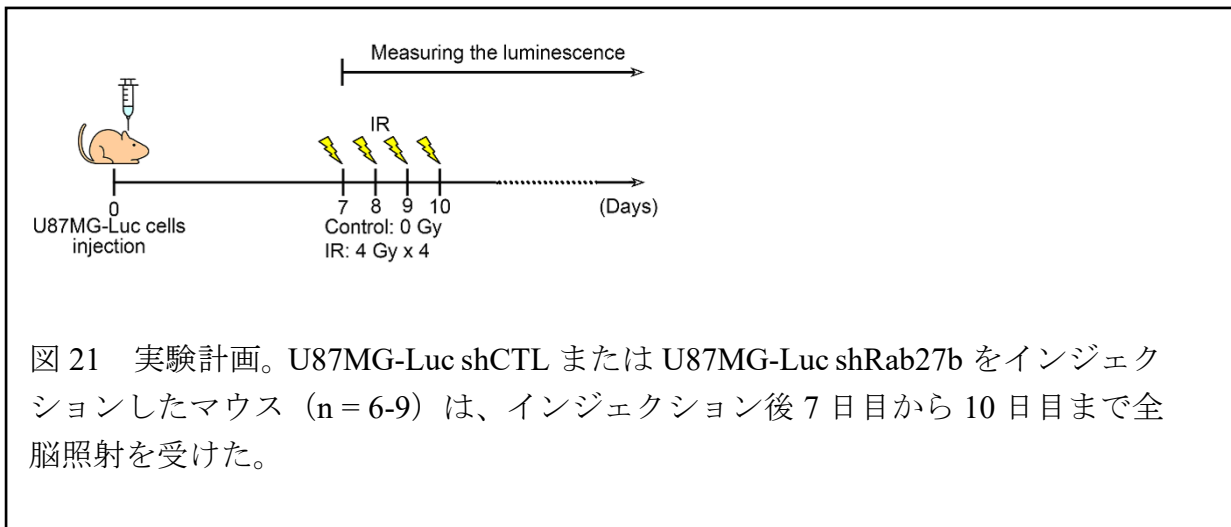 Measuring the luminescence
IR
0
7 8 9 10
(Days)
U87MG-Luc cells
injection
Control: 0 Gy
IR: 4 Gy x 4
図 21　実験計画。U87MG-Luc shCTL または U87MG-Luc shRab27b をインジェク
ションしたマウス（n = 6-9）は、インジェクション後 7 日目から 10 日目まで全
脳照射を受けた。